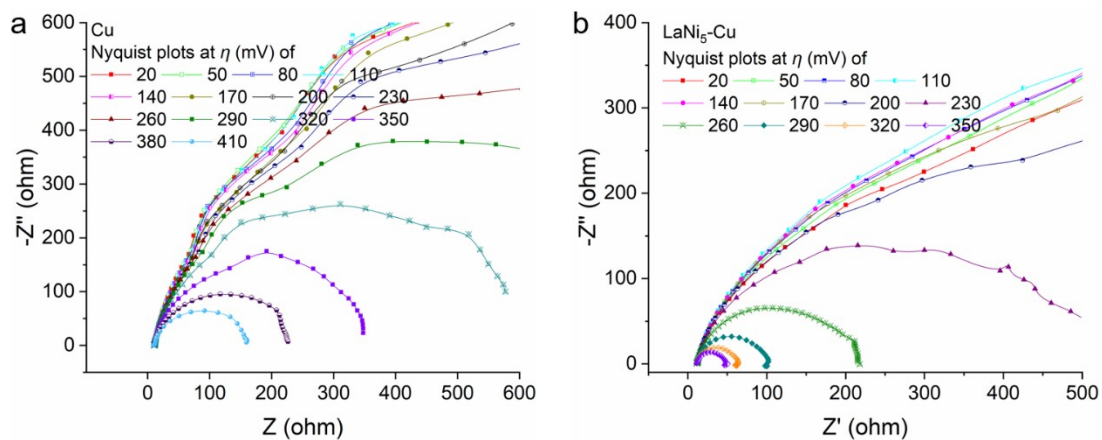 a
Cu
Nyquist plots at η (mV) of
20 50 80 110
140 170 200 230
260 290 320 350
380 410
600
500
400
300
200
100
0
-Z" (ohm)
0 100 200 300 400 500 600
Z (ohm)
b
LaNi5-Cu
Nyquist plots at η (mV) of
20 50 80 110
140 170 200 230
260 290 320 350
400
300
200
100
0
-Z" (ohm)
0 100 200 300 400 500
Z' (ohm)